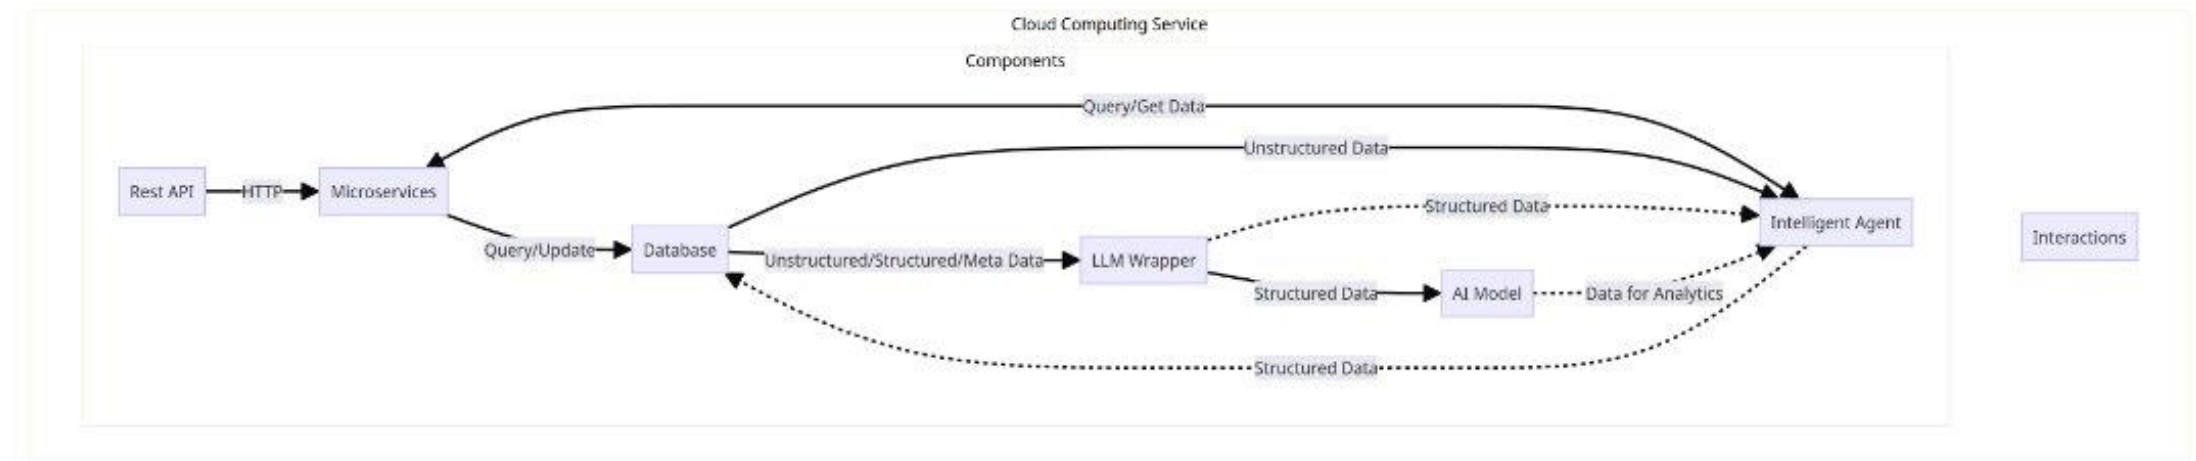 Cloud Computing Service
Components
Query/Get Data
Unstructured Data
Rest API
HTTP
Microservices
Structured Data
Intelligent Agent
Interactions
Query/Update
Database
Unstructured/Structured/Meta Data
LLM Wrapper
Structured Data
AI Model
Data for Analytics
Structured Data